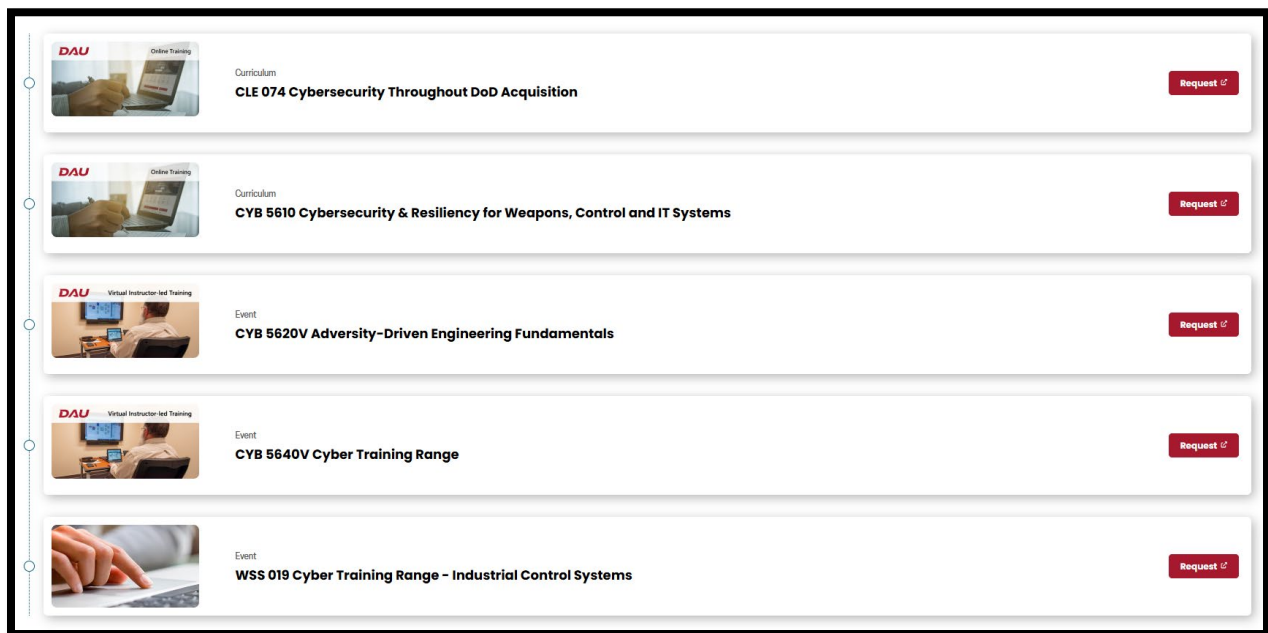 DAU Online Training
Curriculum
CLE 074 Cybersecurity Throughout DoD Acquisition
Request
DAU Online Training
Curriculum
CYB 5610 Cybersecurity & Resiliency for Weapons, Control and IT Systems
Request
DAU Virtual Instructor-led Training
Event
CYB 5620V Adversity-Driven Engineering Fundamentals
Request
DAU Virtual Instructor-led Training
Event
CYB 5640V Cyber Training Range
Request
Event
WSS 019 Cyber Training Range - Industrial Control Systems
Request